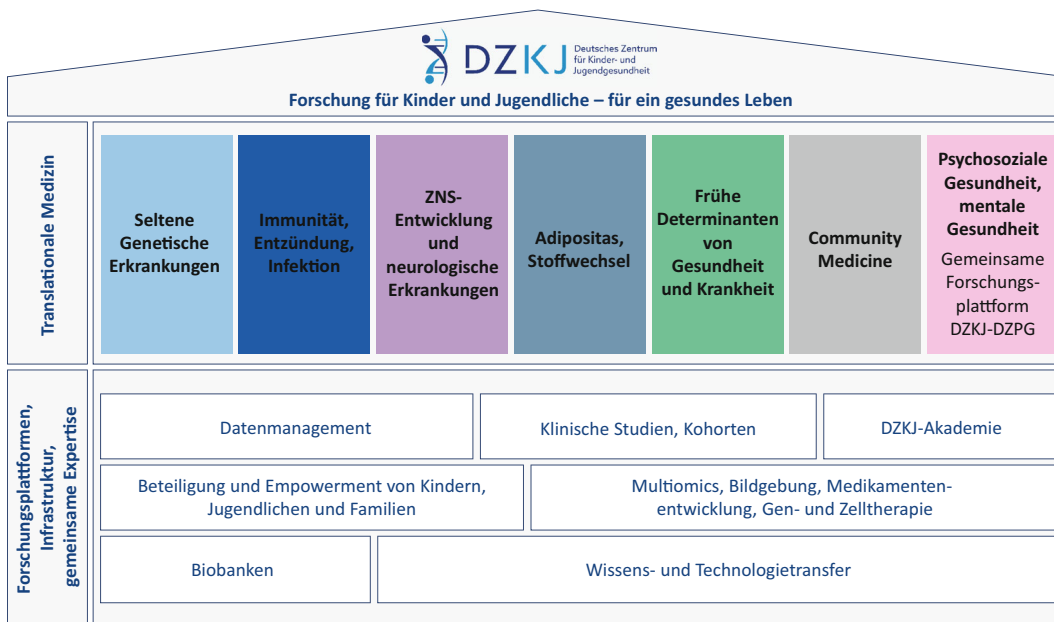 DZKJ
Deutsches Zentrum
für Kinder- und
Jugendgesundheit
Forschung für Kinder und Jugendliche – für ein gesundes Leben
Translationale Medizin
Seltene
Genetische
Erkrankungen
Immunität,
Entzündung,
Infektion
ZNS-
Entwicklung
und
neurologische
Erkrankungen
Adipositas,
Stoffwechsel
Frühe
Determinanten
von
Gesundheit
und Krankheit
Community
Medicine
Psychosoziale
Gesundheit,
mentale
Gesundheit
Gemeinsame
Forschungs-
plattform
DZKJ-DZPG
Forschungsplattformen,
Infrastruktur,
gemeinsame Expertise
Datenmanagement
Klinische Studien, Kohorten
DZKJ-Akademie
Beteiligung und Empowerment von Kindern,
Jugendlichen und Familien
Multiomics, Bildgebung, Medikamenten-
entwicklung, Gen- und Zelltherapie
Biobanken
Wissens- und Technologietransfer